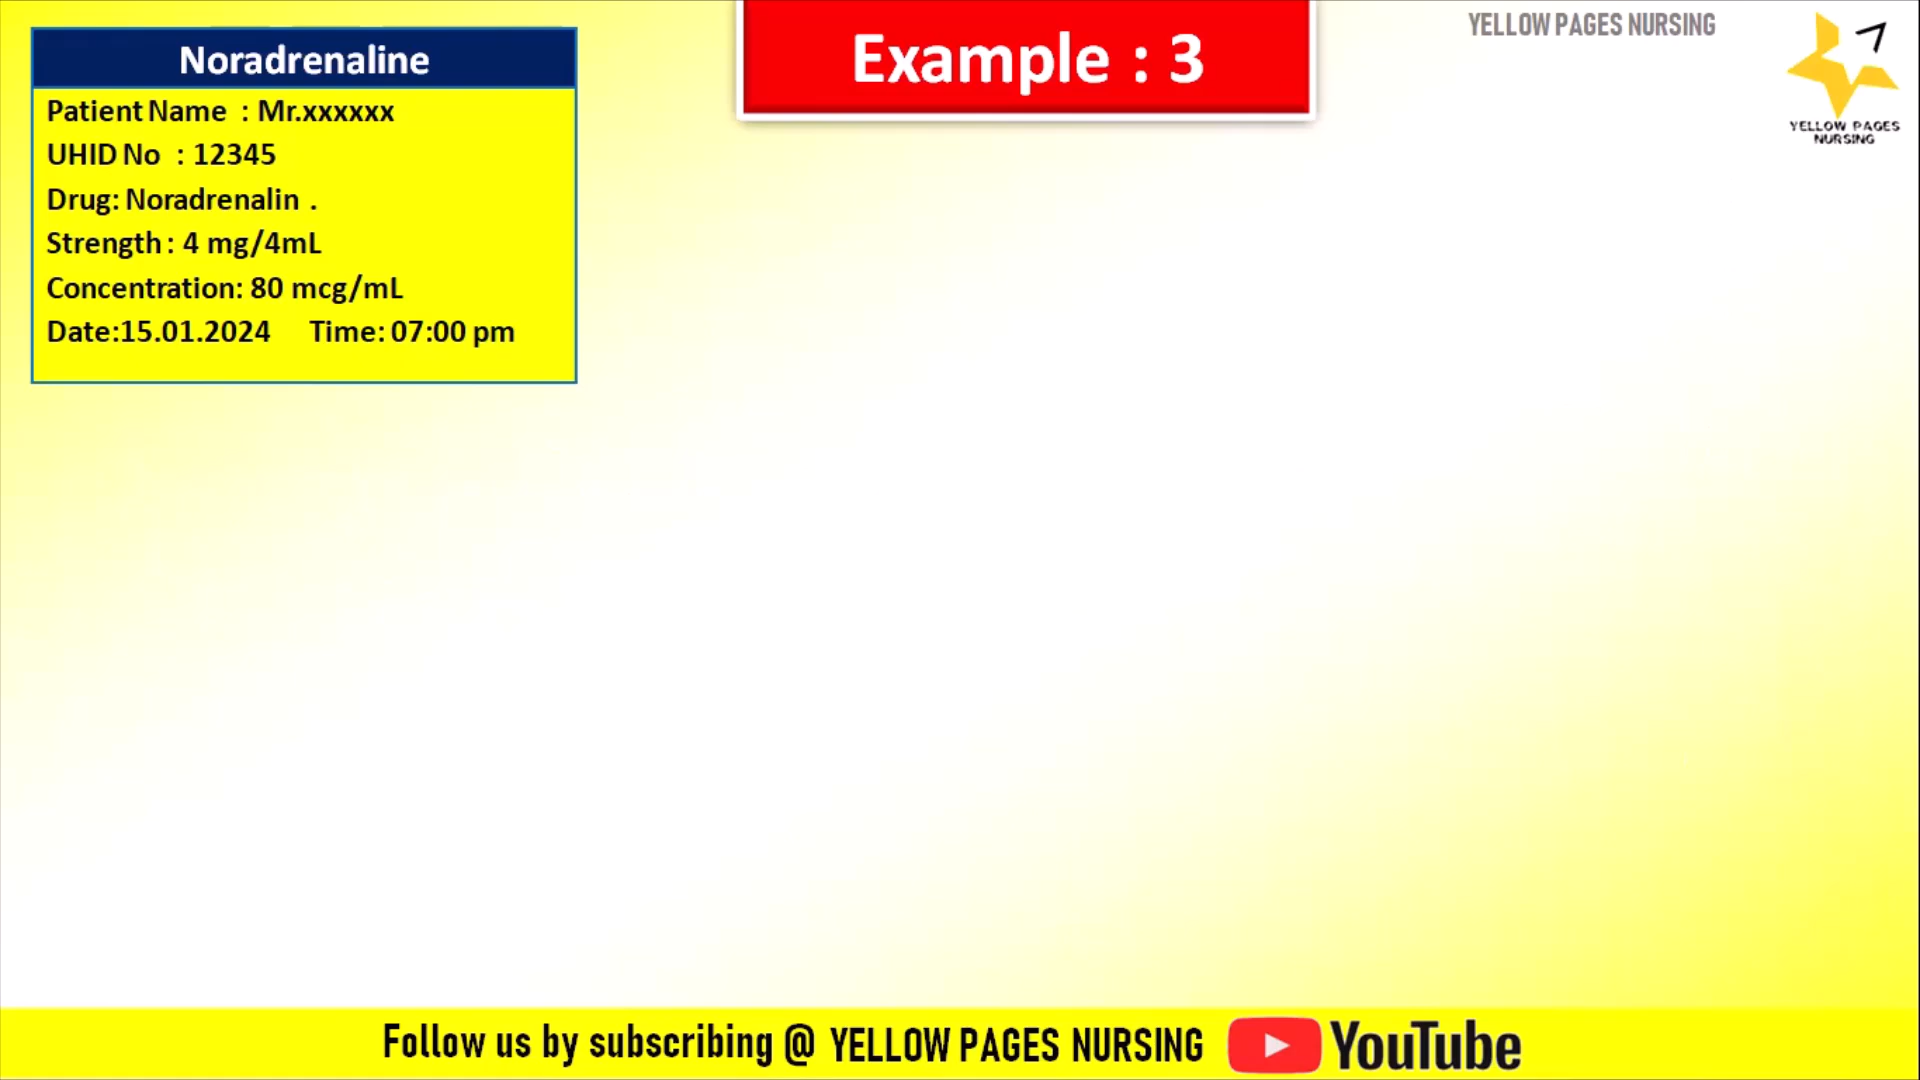 Noradrenaline
Patient Name : Mr.xxxxxx
UHID No : 12345
Drug: Noradrenalin .
Strength : 4 mg/4mL
Concentration: 80 mcg/mL
Date:15.01.2024 Time: 07:00 pm
Example : 3
YELLOW PAGES NURSING
YELLOW PAGES
NURSING
Follow us by subscribing @ YELLOW PAGES NURSING YouTube